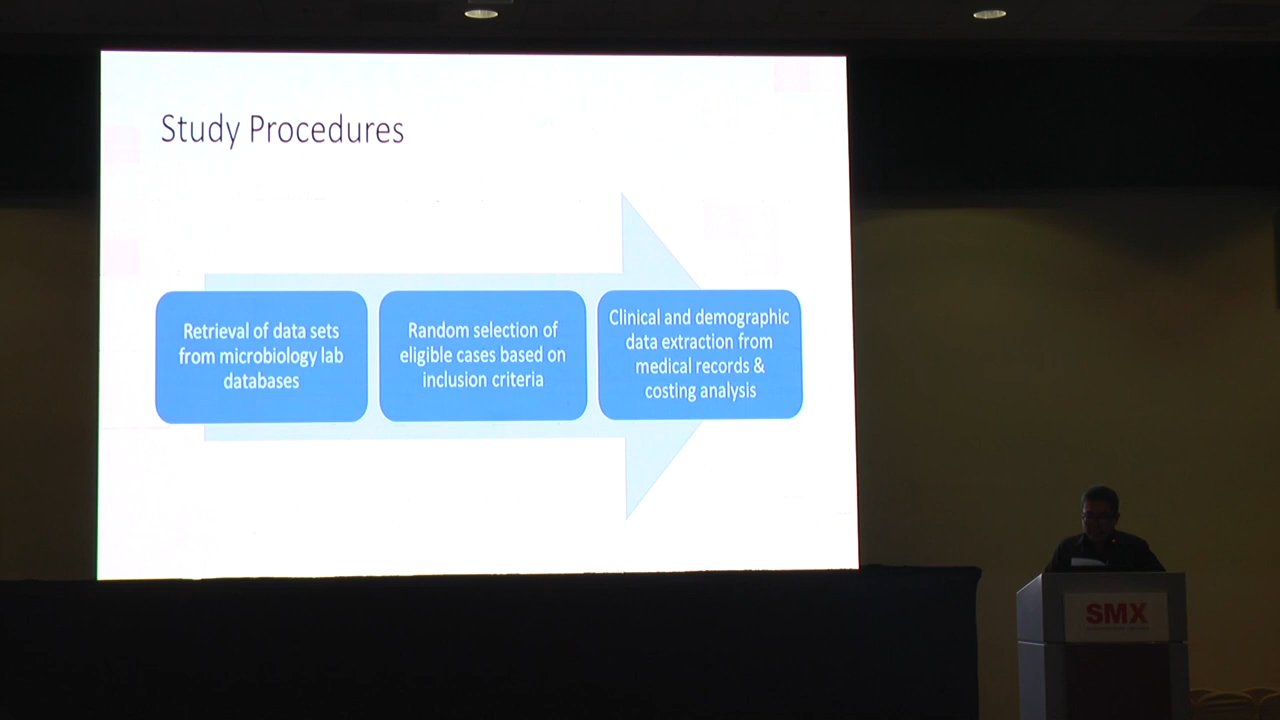 Study Procedures
Retrieval of data sets
from microbiology lab
databases
Random selection of
eligible cases based on
inclusion criteria
Clinical and demographic
data extraction from
medical records &
costing analysis
SMX